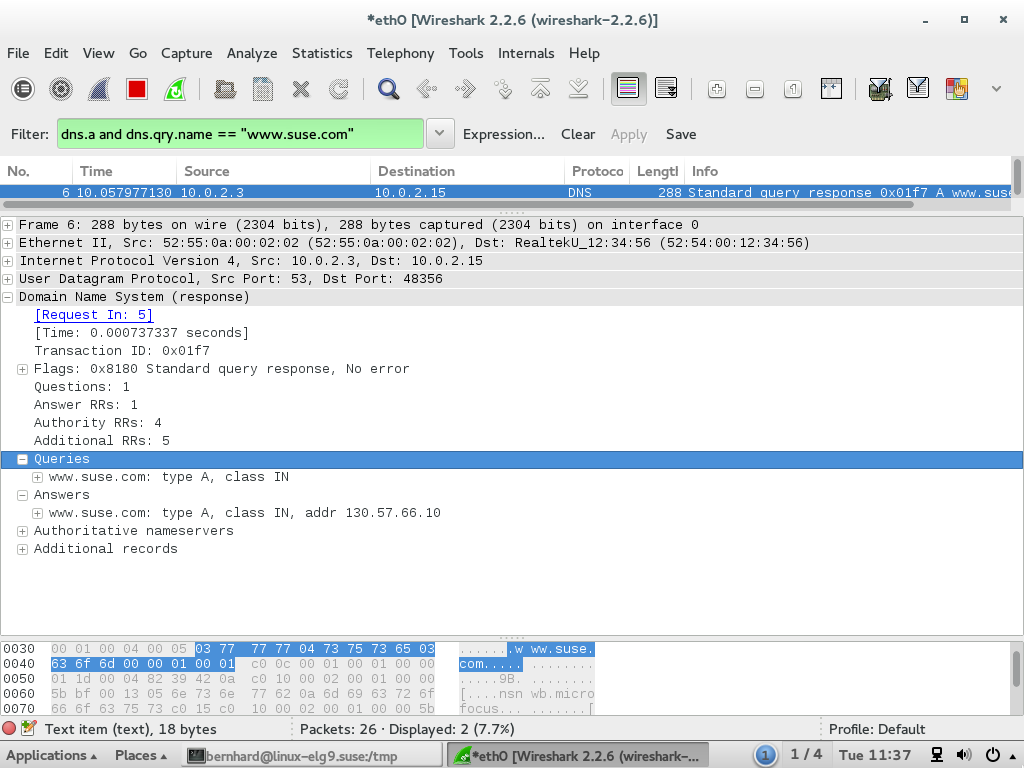 *eth0 [Wireshark 2.2.6 (wireshark-2.2.6)]
File Edit View Go Capture Analyze Statistics Telephony Tools Internals Help
Filter: dns.a and dns.qry.name == "www.suse.com" Expression... Clear Apply Save
No. Time Source Destination Protoco Lengtl Info
6 10.057977130 10.0.2.3 10.0.2.15 DNS 288 Standard query response 0x01f7 A www.suse
Frame 6: 288 bytes on wire (2304 bits), 288 bytes captured (2304 bits) on interface 0
Ethernet II, Src: 52:55:0a:00:02:02 (52:55:0a:00:02:02), Dst: RealtekU_12:34:56 (52:54:00:12:34:56)
Internet Protocol Version 4, Src: 10.0.2.3, Dst: 10.0.2.15
User Datagram Protocol, Src Port: 53, Dst Port: 48356
Domain Name System (response)
[Request In: 5]
[Time: 0.000737337 seconds]
Transaction ID: 0x01f7
Flags: 0x8180 Standard query response, No error
Questions: 1
Answer RRs: 1
Authority RRs: 4
Additional RRs: 5
Queries
www.suse.com: type A, class IN
Answers
www.suse.com: type A, class IN, addr 130.57.66.10
Authoritative nameservers
Additional records
0030 00 01 00 04 00 05 03 77 77 77 04 73 75 73 65 03 .......w ww.suse.
0040 63 6f 6d 00 00 01 00 01 c0 0c 00 01 00 01 00 00 com..... ........
0050 01 1d 00 04 82 39 42 0a c0 10 00 02 00 01 00 00 .....9B. ........
0060 5b bf 00 13 05 6e 73 6e 77 62 0a 6d 69 63 72 6f [....nsn wb.micro
0070 66 6f 63 75 73 c0 15 c0 10 00 02 00 01 00 00 5b focus... .......[
Text item (text), 18 bytes Packets: 26 · Displayed: 2 (7.7%) Profile: Default
Applications Places bernhard@linux-elg9.suse:/tmp *eth0 [Wireshark 2.2.6 (wireshark-... 1 1 / 4 Tue 11:37